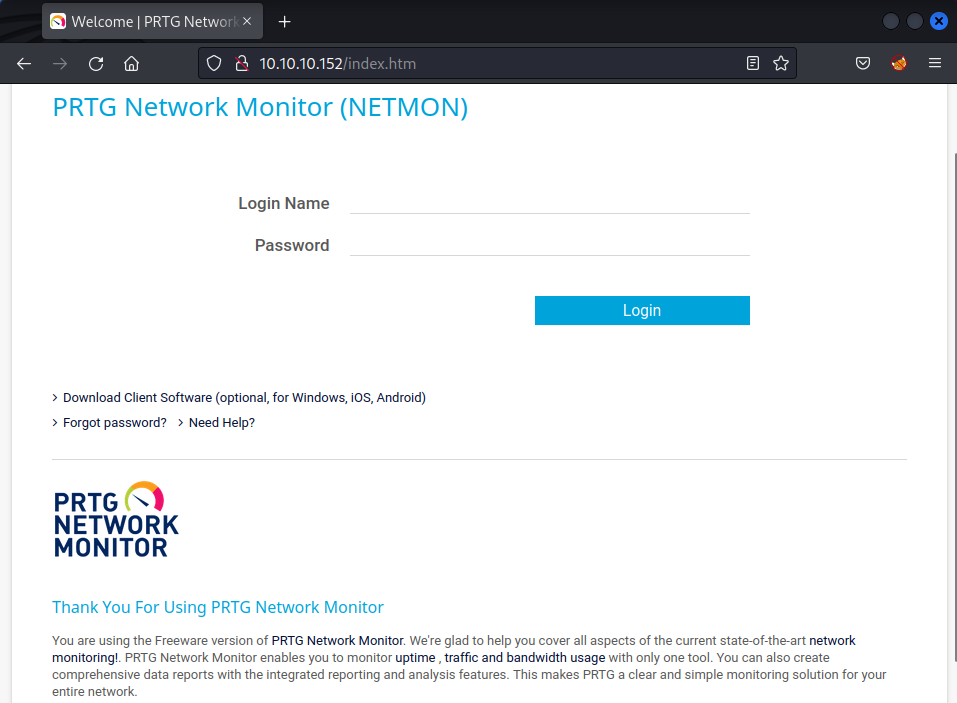 Welcome | PRTG Network
10.10.10.152/index.htm
PRTG Network Monitor (NETMON)
Login Name
Password
Login
Download Client Software (optional, for Windows, iOS, Android)
Forgot password? Need Help?
PRTG
NETWORK
MONITOR
Thank You For Using PRTG Network Monitor
You are using the Freeware version of PRTG Network Monitor. We're glad to help you cover all aspects of the current state-of-the-art network
monitoring!. PRTG Network Monitor enables you to monitor uptime , traffic and bandwidth usage with only one tool. You can also create
comprehensive data reports with the integrated reporting and analysis features. This makes PRTG a clear and simple monitoring solution for your
entire network.